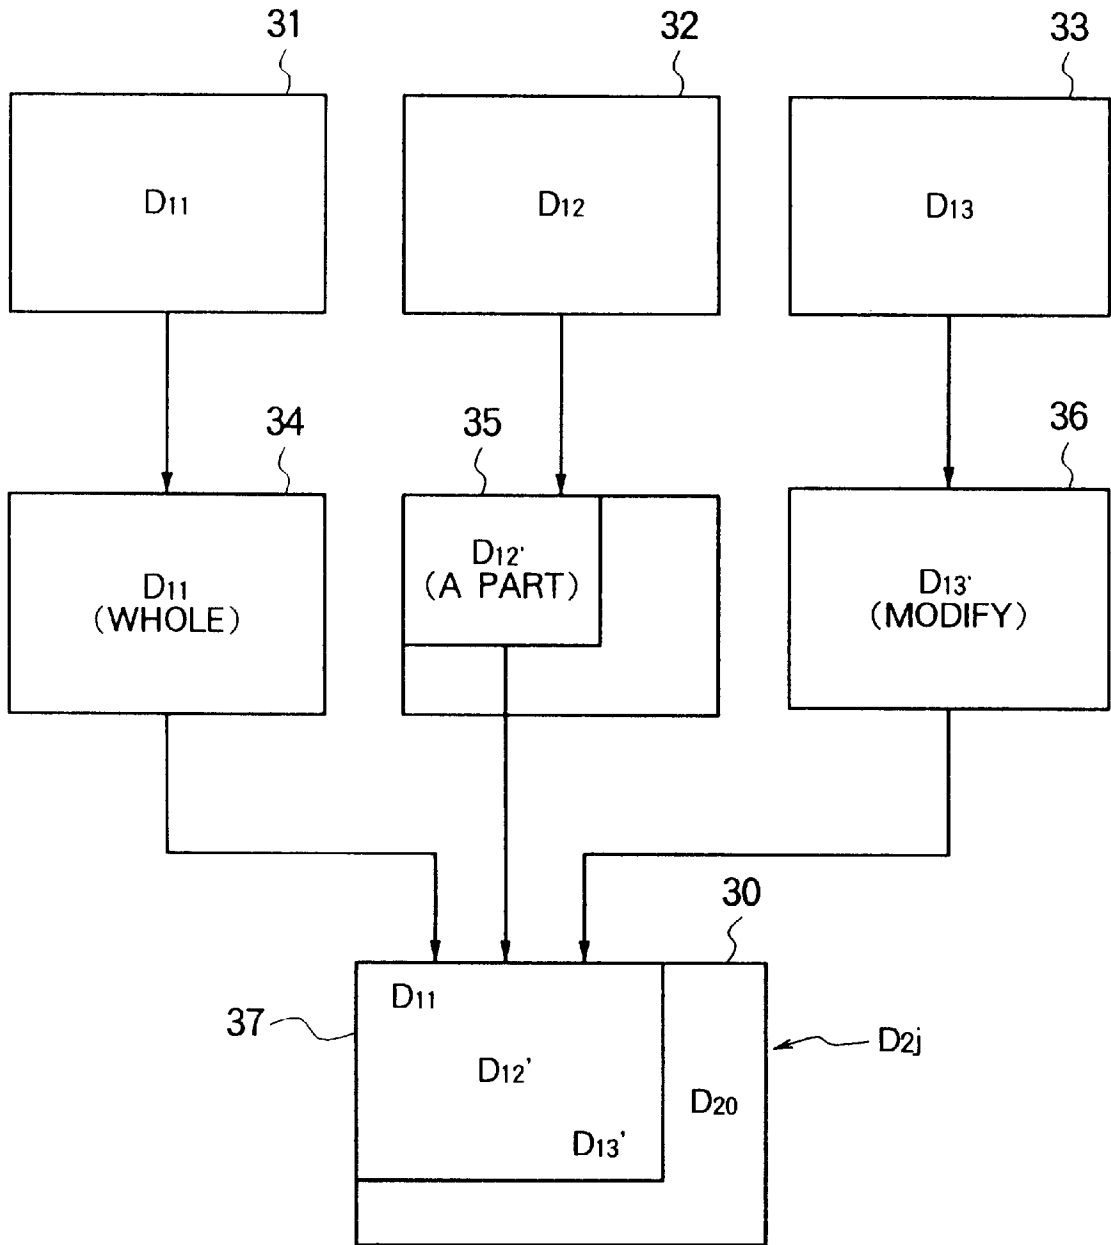 31
32
33
D11
D12
D13
34
35
36
D11
(WHOLE)
D12'
(A PART)
D13'
(MODIFY)
30
37
D11
D12'
D13'
D20
D2j